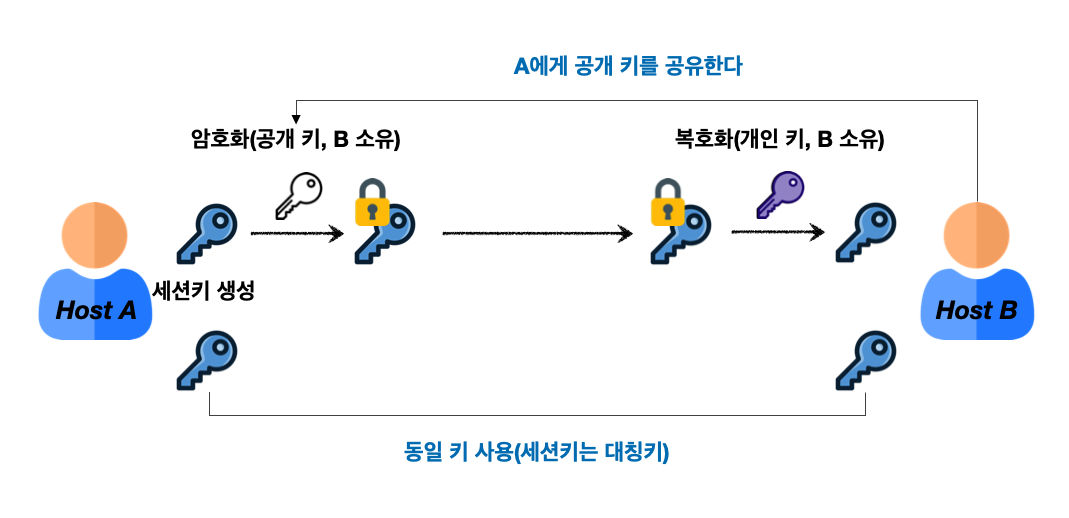 A에게 공개 키를 공유한다
암호화(공개 키, B 소유)
복호화(개인 키, B 소유)
Host A
세션키 생성
Host B
동일 키 사용(세션키는 대칭키)